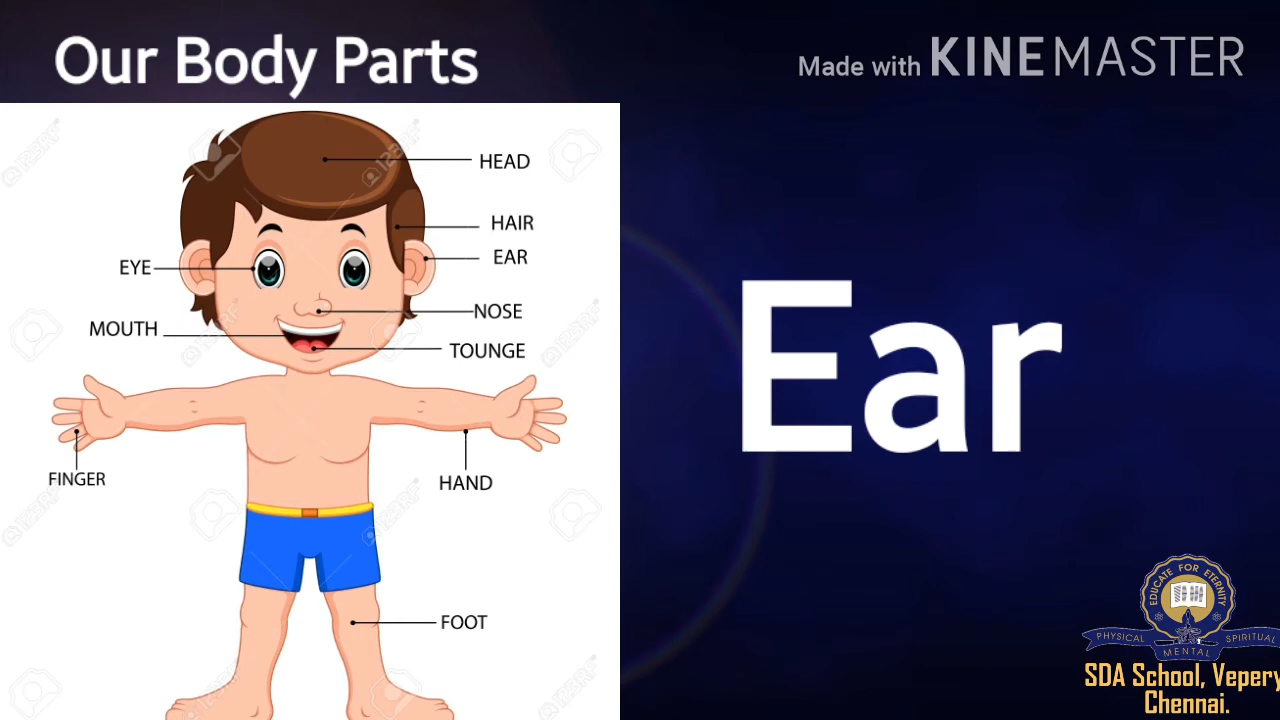 Our Body Parts
Made with KINEMASTER
HEAD
HAIR
EAR
EYE
NOSE
MOUTH
TOUNGE
FINGER
HAND
FOOT
Ear
EDUCATE FOR ETERNITY
PHYSICAL
MENTAL
SPIRITUAL
SDA School, Vepery
Chennai.
123RF